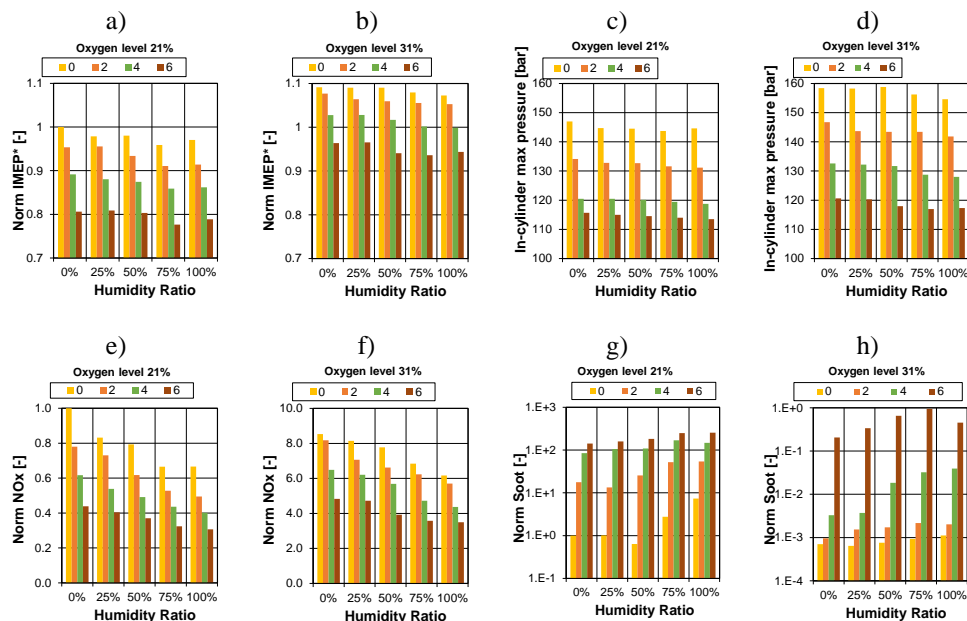 a)
b)
c)
d)
Oxygen level 21%
0 2 4 6
1.1
1
0.9
0.8
0.7
Norm IMEP* [-]
0% 25% 50% 75% 100%
Humidity Ratio
Oxygen level 31%
0 2 4 6
1.1
1
0.9
0.8
0.7
Norm IMEP* [-]
0% 25% 50% 75% 100%
Humidity Ratio
Oxygen level 21%
0 2 4 6
160
150
140
130
120
110
100
In-cylinder max pressure [bar]
0% 25% 50% 75% 100%
Humidity Ratio
Oxygen level 31%
0 2 4 6
160
150
140
130
120
110
100
In-cylinder max pressure [bar]
0% 25% 50% 75% 100%
Humidity Ratio
e)
f)
g)
h)
Oxygen level 21%
0 2 4 6
1.0
0.8
0.6
0.4
0.2
0.0
Norm NOx [-]
0% 25% 50% 75% 100%
Humidity Ratio
Oxygen level 31%
0 2 4 6
10.0
8.0
6.0
4.0
2.0
0.0
Norm NOx [-]
0% 25% 50% 75% 100%
Humidity Ratio
Oxygen level 21%
0 2 4 6
1.E+3
1.E+2
1.E+1
1.E+0
1.E-1
Norm Soot [-]
0% 25% 50% 75% 100%
Humidity Ratio
Oxygen level 31%
0 2 4 6
1.E+0
1.E-1
1.E-2
1.E-3
1.E-4
Norm Soot [-]
0% 25% 50% 75% 100%
Humidity Ratio